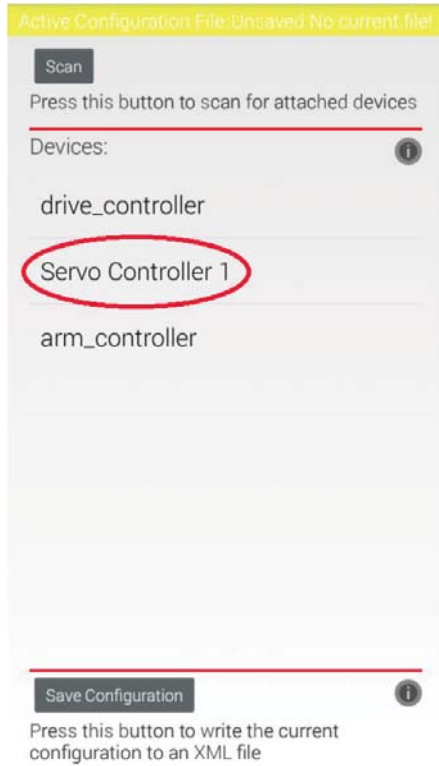 Active Configuration File:Unsaved No current file!
Scan
Press this button to scan for attached devices
Devices:
drive_controller
Servo Controller 1
arm_controller
Save Configuration
Press this button to write the current
configuration to an XML file